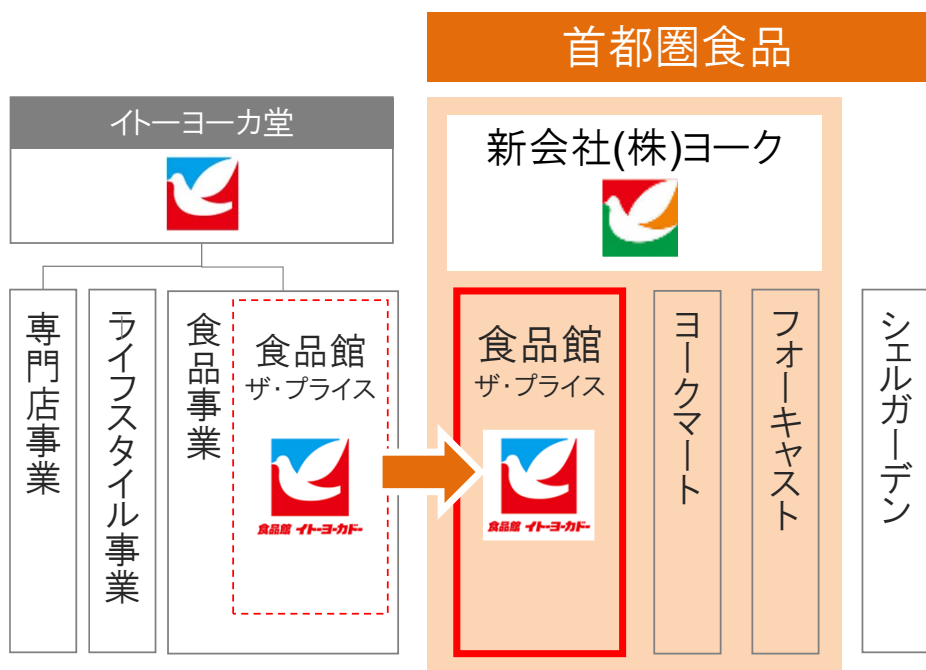 首都圏食品
イトーヨーカ堂
新会社(株)ヨーク
専門店事業
ライフスタイル事業
食品事業
食品館
ザ・プライス
食品館 イトーヨーカドー
食品館
ザ・プライス
食品館 イトーヨーカドー
ヨークマート
フォーキャスト
シェルガーデン